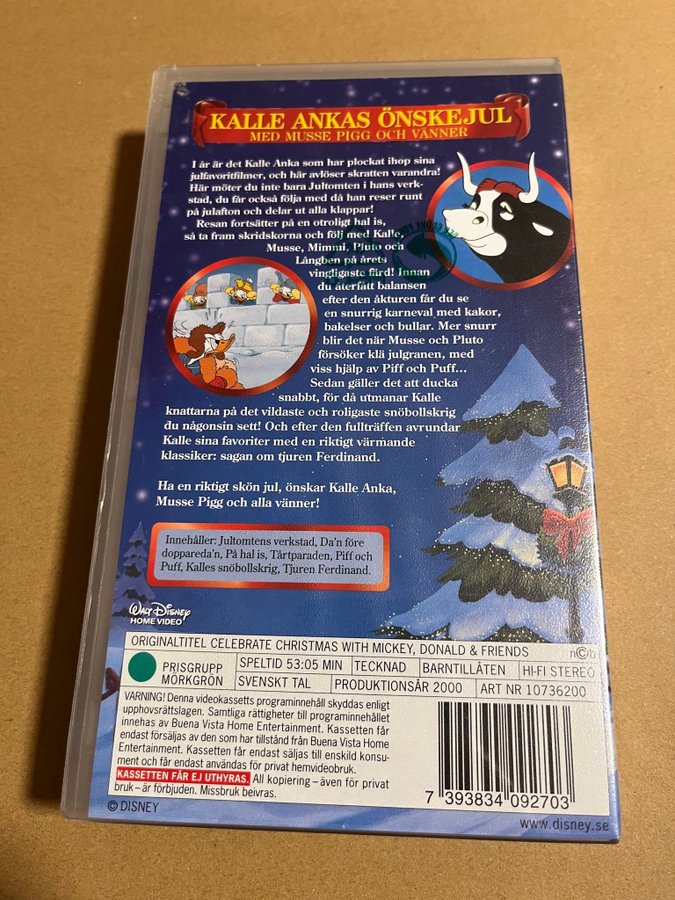 KALLE ANKAS ÖNSKEJUL
MED MUSSE PIGG OCH VÄNNER
I år är det Kalle Anka som har plockat ihop sina
julfavoritfilmer, och här avlöser skratten varandra!
Här möter du inte bara Jultomten i hans verk-
stad, du får också följa med då han reser runt
på julafton och delar ut alla klappar!
Resan fortsätter på en otroligt hal is,
så ta fram skridskorna och följ med Kalle,
Musse, Mimmi, Pluto och
Långben på årets
vingligaste färd! Innan
du återfått balansen
efter den åkturen får du se
en snurrig karneval med kakor,
bakelser och bullar. Mer snurr
blir det när Musse och Pluto
försöker klä julgranen, med
viss hjälp av Piff och Puff...
Sedan gäller det att ducka
snabbt, för då utmanar Kalle
knattarna på det vildaste och roligaste snöbollskrig
du någonsin sett! Och efter den fullträffen avrundar
Kalle sina favoriter med en riktigt värmande
klassiker: sagan om tjuren Ferdinand.
Ha en riktigt skön jul, önskar Kalle Anka,
Musse Pigg och alla vänner!
Innehåller: Jultomtens verkstad, Da'n före
doppareda'n, På hal is, Tårtparaden, Piff och
Puff, Kalles snöbollskrig, Tjuren Ferdinand.
Walt Disney
HOME VIDEO
ORIGINALTITEL CELEBRATE CHRISTMAS WITH MICKEY, DONALD & FRIENDS n©b
PRISGRUPP MÖRKGRÖN
SPELTID 53:05 MIN TECKNAD BARNTILLÅTEN HI-FI STEREO
SVENSKT TAL PRODUKTIONSÅR 2000 ART NR 10736200
VARNING! Denna videokassetts programinnehåll skyddas enligt
upphovsrättslagen. Samtliga rättigheter till programinnehållet
innehas av Buena Vista Home Entertainment. Kassetten får
endast försäljas av den som har tillstånd från Buena Vista Home
Entertainment. Kassetten får endast säljas till enskild konsu-
ment och får endast användas för privat hemvideobruk.
KASSETTEN FÅR EJ UTHYRAS. All kopiering – även för privat
bruk – är förbjuden. Missbruk beivras.
7 393834 092703
© DISNEY
www.disney.se